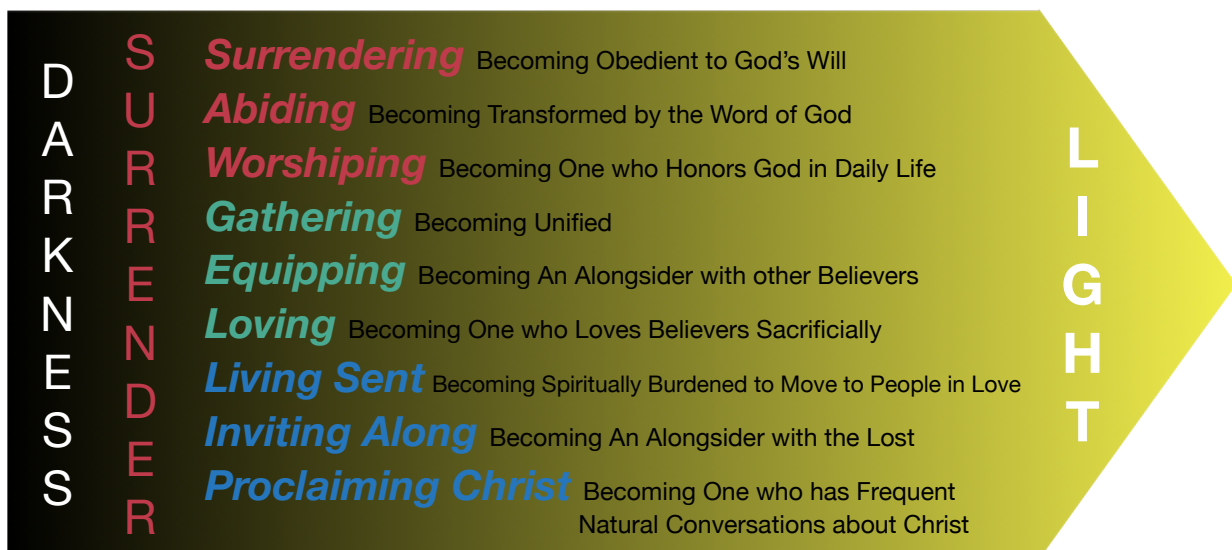 DARKNESS
SURRENDER
Surrendering Becoming Obedient to God's Will
Abiding Becoming Transformed by the Word of God
Worshiping Becoming One who Honors God in Daily Life
Gathering Becoming Unified
Equipping Becoming An Alongsider with other Believers
Loving Becoming One who Loves Believers Sacrificially
Living Sent Becoming Spiritually Burdened to Move to People in Love
Inviting Along Becoming An Alongsider with the Lost
Proclaiming Christ Becoming One who has Frequent
Natural Conversations about Christ
LIGHT